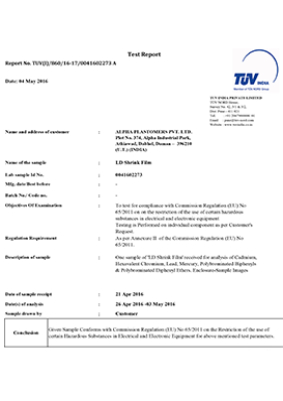 Test Report
Report No. TUV(I)/860/16-17/0041602273 A
TÜV INDIA
Date: 04 May 2016
TUV INDIA PRIVATE LIMITED
Name and address of customer : ALPHA PLASTOMERS PVT. LTD.
Plot No. 374, Alpha Industrial Park,
Athiawad, Dabhel, Daman - 396210
(U.T.) (INDIA)
Name of the sample : LD Shrink Film
Lab sample Id No. : 0041602273
Mfg. date/Best before : -
Batch No./ Code no. : -
Objectives Of Examination : To test for compliance with Commission Regulation (EU) No
65/2011 on the restriction of the use of certain hazardous
substances in electrical and electronic equipment
Testing is Performed on individual component as per Customer's
Request.
Regulation Requirement : As per Annexure II of the Commission Regulation (EU) No
65/2011.
Description of sample : One sample of "LD Shrink Film" received for analysis of Cadmium,
Hexavalent Chromium, Lead, Mercury, Polybrominated Biphenyls
& Polybrominated Diphenyl Ethers. Enclosure-Sample Images
Date of sample receipt : 21 Apr 2016
Date(s) of analysis : 26 Apr 2016 -03 May 2016
Sample drawn by : Customer
Conclusion
Given Sample Conforms with Commission Regulation (EU) No 65/2011 on the Restriction of the use of
certain Hazardous Substances in Electrical and Electronic Equipment for above mentioned test parameters.